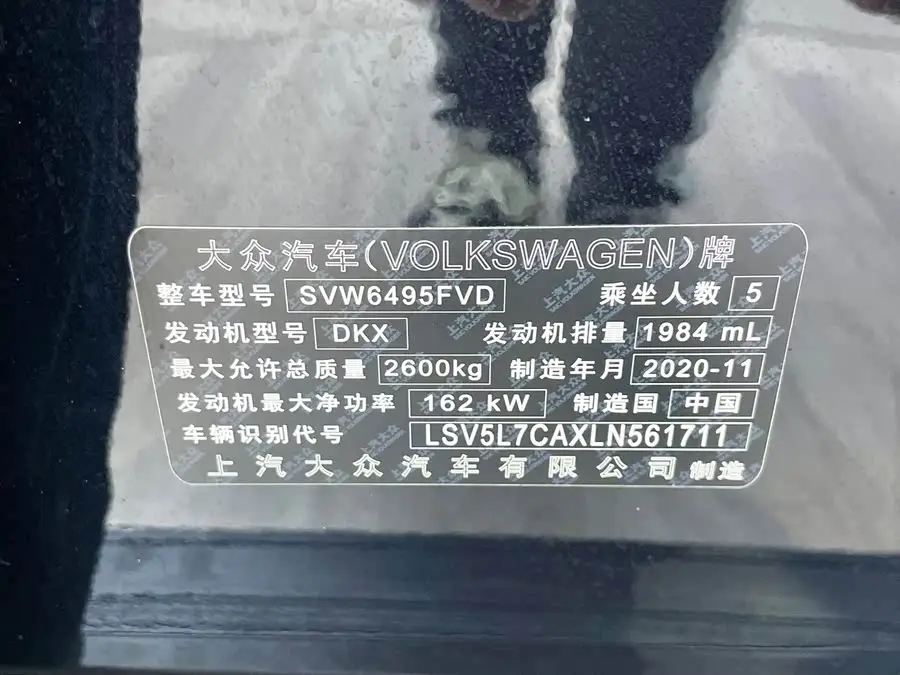 大众汽车(VOLKSWAGEN)牌
整车型号 SVW6495FVD 乘坐人数 5
发动机型号 DKX 发动机排量 1984 mL
最大允许总质量 2600kg 制造年月 2020-11
发动机最大净功率 162 kW 制造国 中国
车辆识别代号 LSV5L7CAXLN561711
上汽大众汽车有限公司 制造